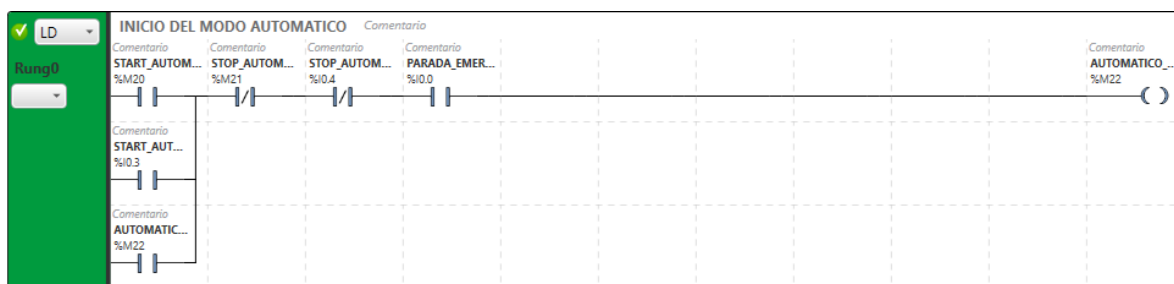 LD
INICIO DEL MODO AUTOMATICO Comentario
Rung0
Comentario Comentario Comentario Comentario Comentario
START_AUTOM... STOP_AUTOM... STOP_AUTOM... PARADA_EMER... AUTOMATICO_...
%M20 %M21 %I0.4 %I0.0 %M22
Comentario
START_AUT...
%I0.3
Comentario
AUTOMATIC...
%M22